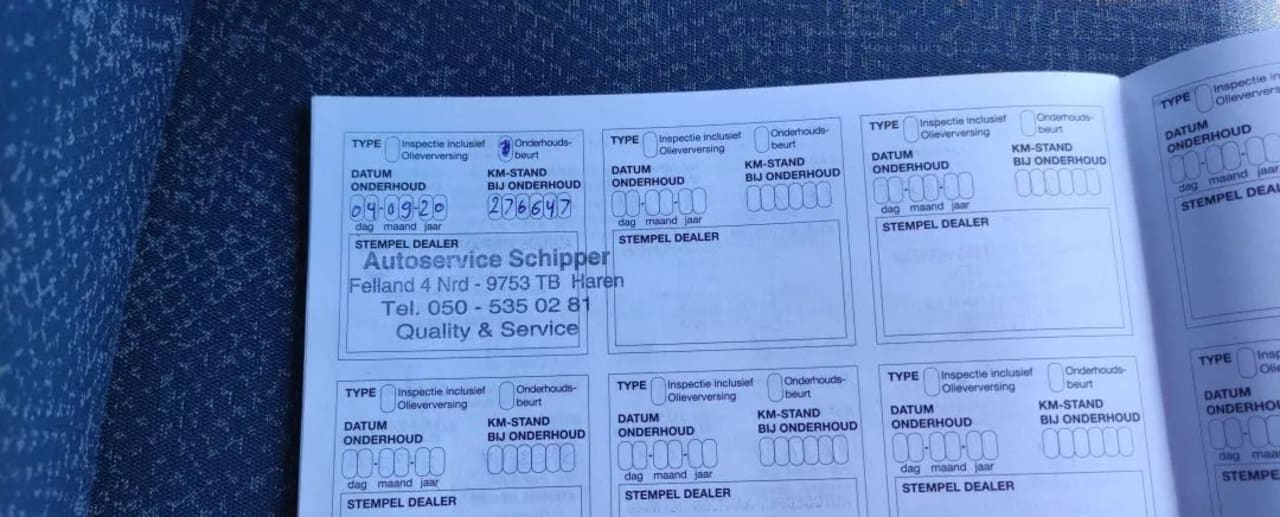 TYPE Inspectie inclusief Olieverversing Onderhouds-beurt
DATUM ONDERHOUD KM-STAND BIJ ONDERHOUD
04-09-20 276647
dag maand jaar
STEMPEL DEALER
Autoservice Schipper
Felland 4 Nrd - 9753 TB Haren
Tel. 050 - 535 02 81
Quality & Service
TYPE Inspectie inclusief Olieverversing Onderhouds-beurt
DATUM ONDERHOUD KM-STAND BIJ ONDERHOUD
dag maand jaar
STEMPEL DEALER
TYPE Inspectie inclusief Olieverversing Onderhouds-beurt
DATUM ONDERHOUD KM-STAND BIJ ONDERHOUD
dag maand jaar
STEMPEL DEALER
TYPE Inspectie in
Olieververs
DATUM
ONDERHOUD
dag maand jaar
STEMPEL DEAL
TYPE Inspectie inclusief Olieverversing Onderhouds-beurt
DATUM ONDERHOUD KM-STAND BIJ ONDERHOUD
dag maand jaar
STEMPEL DEALER
TYPE Inspectie inclusief Olieverversing Onderhouds-beurt
DATUM ONDERHOUD KM-STAND BIJ ONDERHOUD
dag maand jaar
STEMPEL DEALER
TYPE Inspectie inclusief Olieverversing Onderhouds-beurt
DATUM ONDERHOUD KM-STAND BIJ ONDERHOUD
dag maand jaar
STEMPEL DEALER
TYPE Insp
Olie
DATUM
ONDERHOU
dag maa
STEMPE